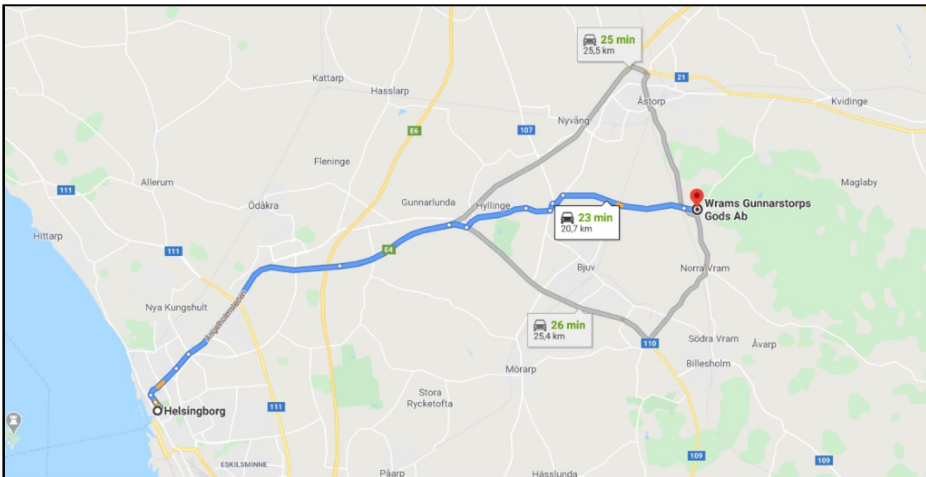 25 min
25,5 km
21
Kattarp
Hasslarp
Åstorp
Kvidinge
Nyvång
E6
107
Fleninge
111
Allerum
Maglaby
Ödåkra
Gunnarlunda
Hyllinge
Wrams Gunnarstorps
Gods Ab
23 min
20,7 km
Hittarp
111
E4
Bjuv
Norra Vram
Nya Kungshult
Ängelholmsleden
26 min
25,4 km
110
Södra Vram
Åvarp
Billesholm
Mörarp
Stora
Rycketofta
Helsingborg
111
109
109
ESKILSMINNE
Påarp
Hässlunda